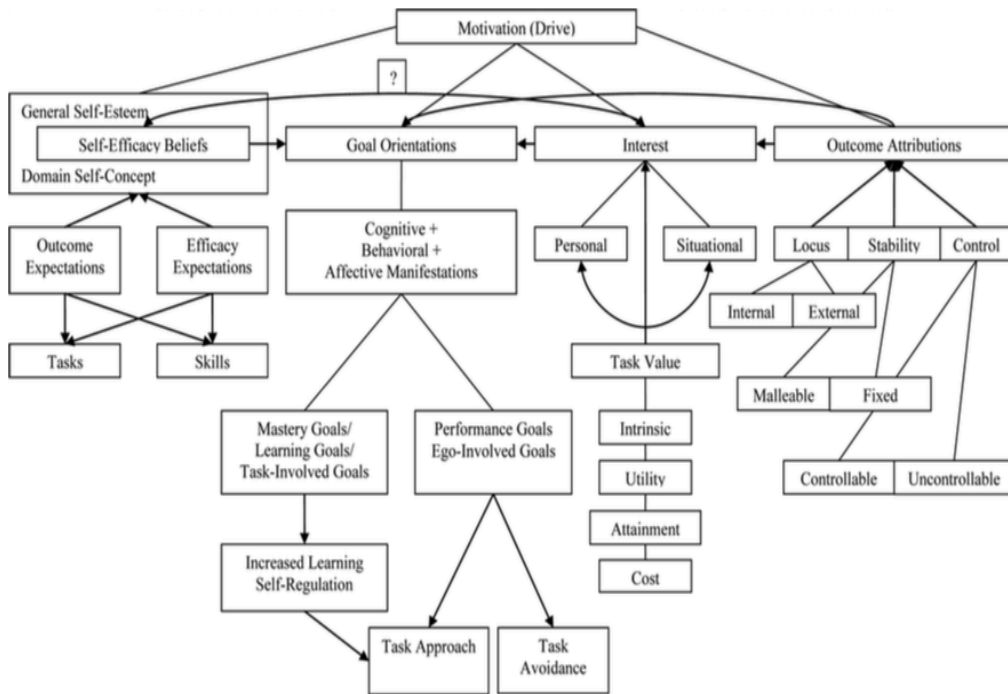 Motivation (Drive)
?
General Self-Esteem
Self-Efficacy Beliefs
Domain Self-Concept
Goal Orientations
Interest
Outcome Attributions
Outcome
Expectations
Efficacy
Expectations
Cognitive +
Behavioral +
Affective Manifestations
Personal
Situational
Locus
Stability
Control
Internal
External
Tasks
Skills
Task Value
Malleable
Fixed
Mastery Goals/
Learning Goals/
Task-Involved Goals
Performance Goals
Ego-Involved Goals
Intrinsic
Utility
Controllable
Uncontrollable
Attainment
Increased Learning
Self-Regulation
Cost
Task Approach
Task
Avoidance